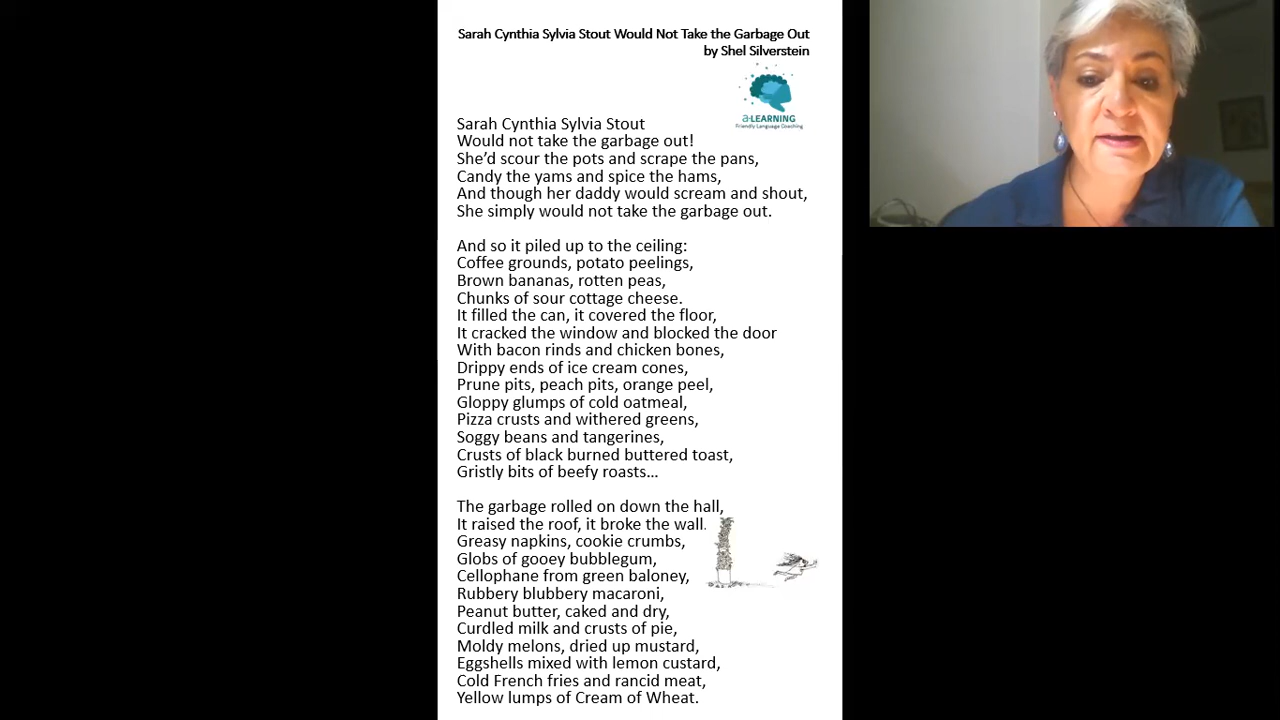 Sarah Cynthia Sylvia Stout Would Not Take the Garbage Out
by Shel Silverstein
a·LEARNING
Friendly Language Coaching
Sarah Cynthia Sylvia Stout
Would not take the garbage out!
She’d scour the pots and scrape the pans,
Candy the yams and spice the hams,
And though her daddy would scream and shout,
She simply would not take the garbage out.
And so it piled up to the ceiling:
Coffee grounds, potato peelings,
Brown bananas, rotten peas,
Chunks of sour cottage cheese.
It filled the can, it covered the floor,
It cracked the window and blocked the door
With bacon rinds and chicken bones,
Drippy ends of ice cream cones,
Prune pits, peach pits, orange peel,
Gloppy glumps of cold oatmeal,
Pizza crusts and withered greens,
Soggy beans and tangerines,
Crusts of black burned buttered toast,
Gristly bits of beefy roasts…
The garbage rolled on down the hall,
It raised the roof, it broke the wall.
Greasy napkins, cookie crumbs,
Globs of gooey bubblegum,
Cellophane from green baloney,
Rubbery blubbery macaroni,
Peanut butter, caked and dry,
Curdled milk and crusts of pie,
Moldy melons, dried up mustard,
Eggshells mixed with lemon custard,
Cold French fries and rancid meat,
Yellow lumps of Cream of Wheat.